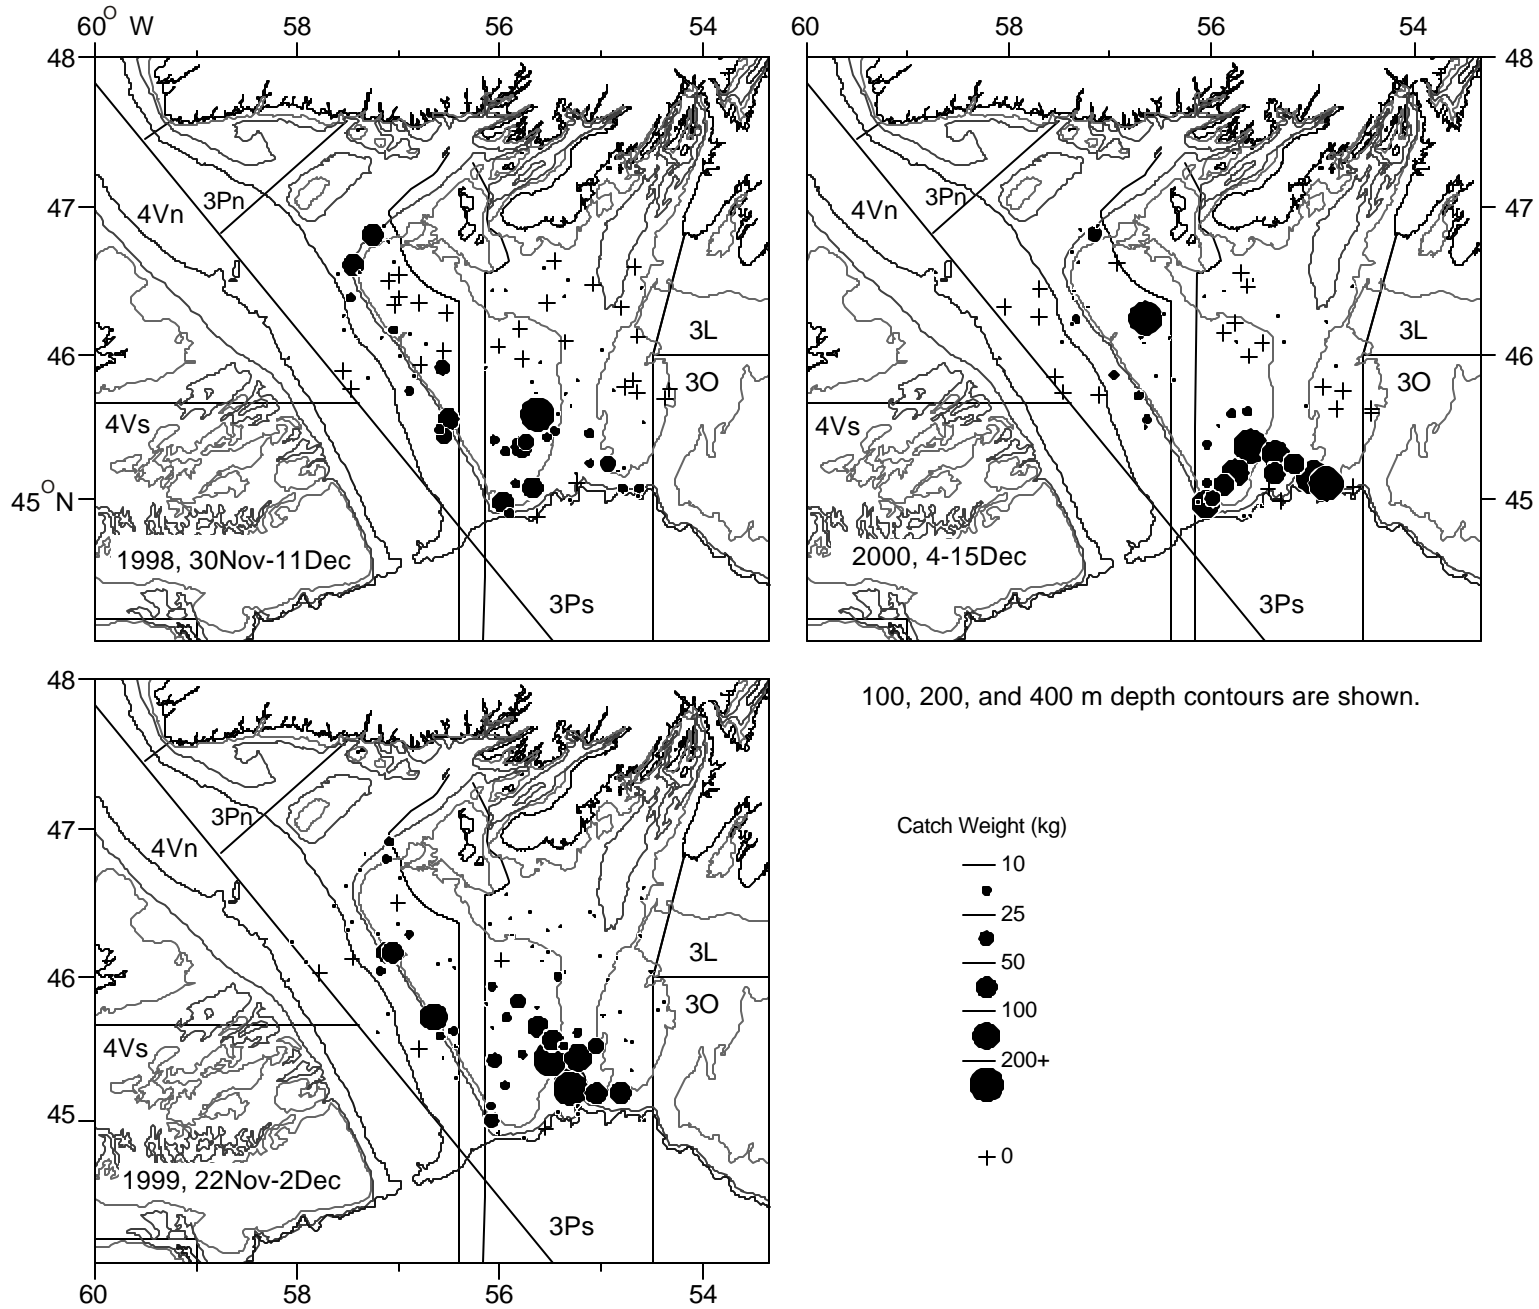 60 O W 58 56 54
60 58 56 54
48 48
3Pn 3Pn
47 4Vn 4Vn 47
3L 3L
46 46
3O 3O
4Vs 4Vs
45 O N 45
1998, 30Nov-11Dec 2000, 4-15Dec
3Ps 3Ps
48
100, 200, and 400 m depth contours are shown.
3Pn
47
4Vn
3L
46
3O
4Vs
45
1999, 22Nov-2Dec
3Ps
60 58 56 54
Catch Weight (kg)
10
25
50
100
200+
+ 0